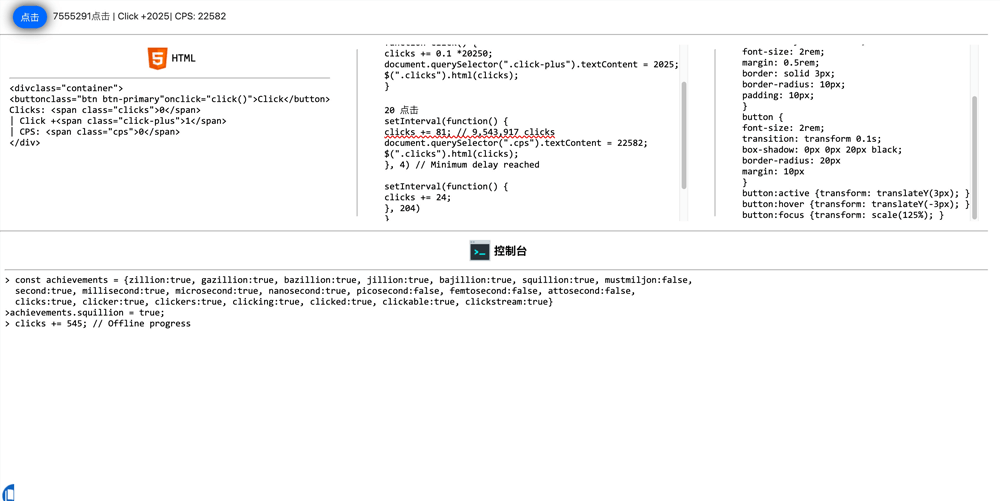 点击 7555291点击 | Click +2025| CPS: 22582
HTML
<divclass="container">
<buttonclass="btn btn-primary"onclick="click()">Click</button>
Clicks: <span class="clicks">0</span>
| Click +<span class="click-plus">1</span>
| CPS: <span class="cps">0</span>
</div>
clicks += 0.1 *20250;
document.querySelector(".click-plus").textContent = 2025;
$(".clicks").html(clicks);
}
20 点击
setInterval(function() {
clicks += 81; // 9,543,917 clicks
document.querySelector(".cps").textContent = 22582;
$(".clicks").html(clicks);
}, 4) // Minimum delay reached
setInterval(function() {
clicks += 24;
}, 204)
}
font-size: 2rem;
margin: 0.5rem;
border: solid 3px;
border-radius: 10px;
padding: 10px;
}
button {
font-size: 2rem;
transition: transform 0.1s;
box-shadow: 0px 0px 20px black;
border-radius: 20px
margin: 10px
}
button:active {transform: translateY(3px); }
button:hover {transform: translateY(-3px); }
button:focus {transform: scale(125%); }
控制台
> const achievements = {zillion:true, gazillion:true, bazillion:true, jillion:true, bajillion:true, squillion:true, mustmiljon:false,
second:true, millisecond:true, microsecond:true, nanosecond:true, picosecond:false, femtosecond:false, attosecond:false,
clicks:true, clicker:true, clickers:true, clicking:true, clicked:true, clickable:true, clickstream:true}
>achievements.squillion = true;
> clicks += 545; // Offline progress